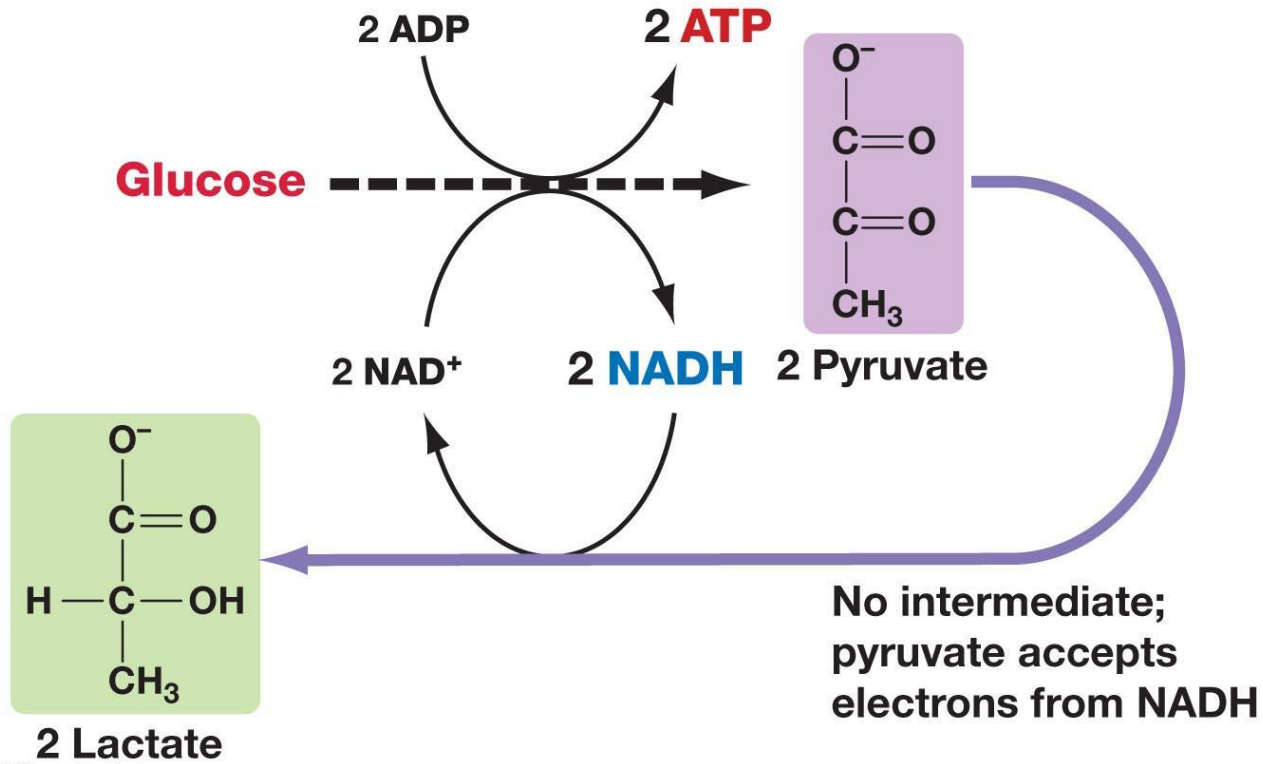 2 ADP
2 ATP
Glucose
O⁻
C=O
C=O
CH₃
2 NAD⁺
2 NADH
2 Pyruvate
O⁻
C=O
H—C—OH
CH₃
2 Lactate
No intermediate;
pyruvate accepts
electrons from NADH